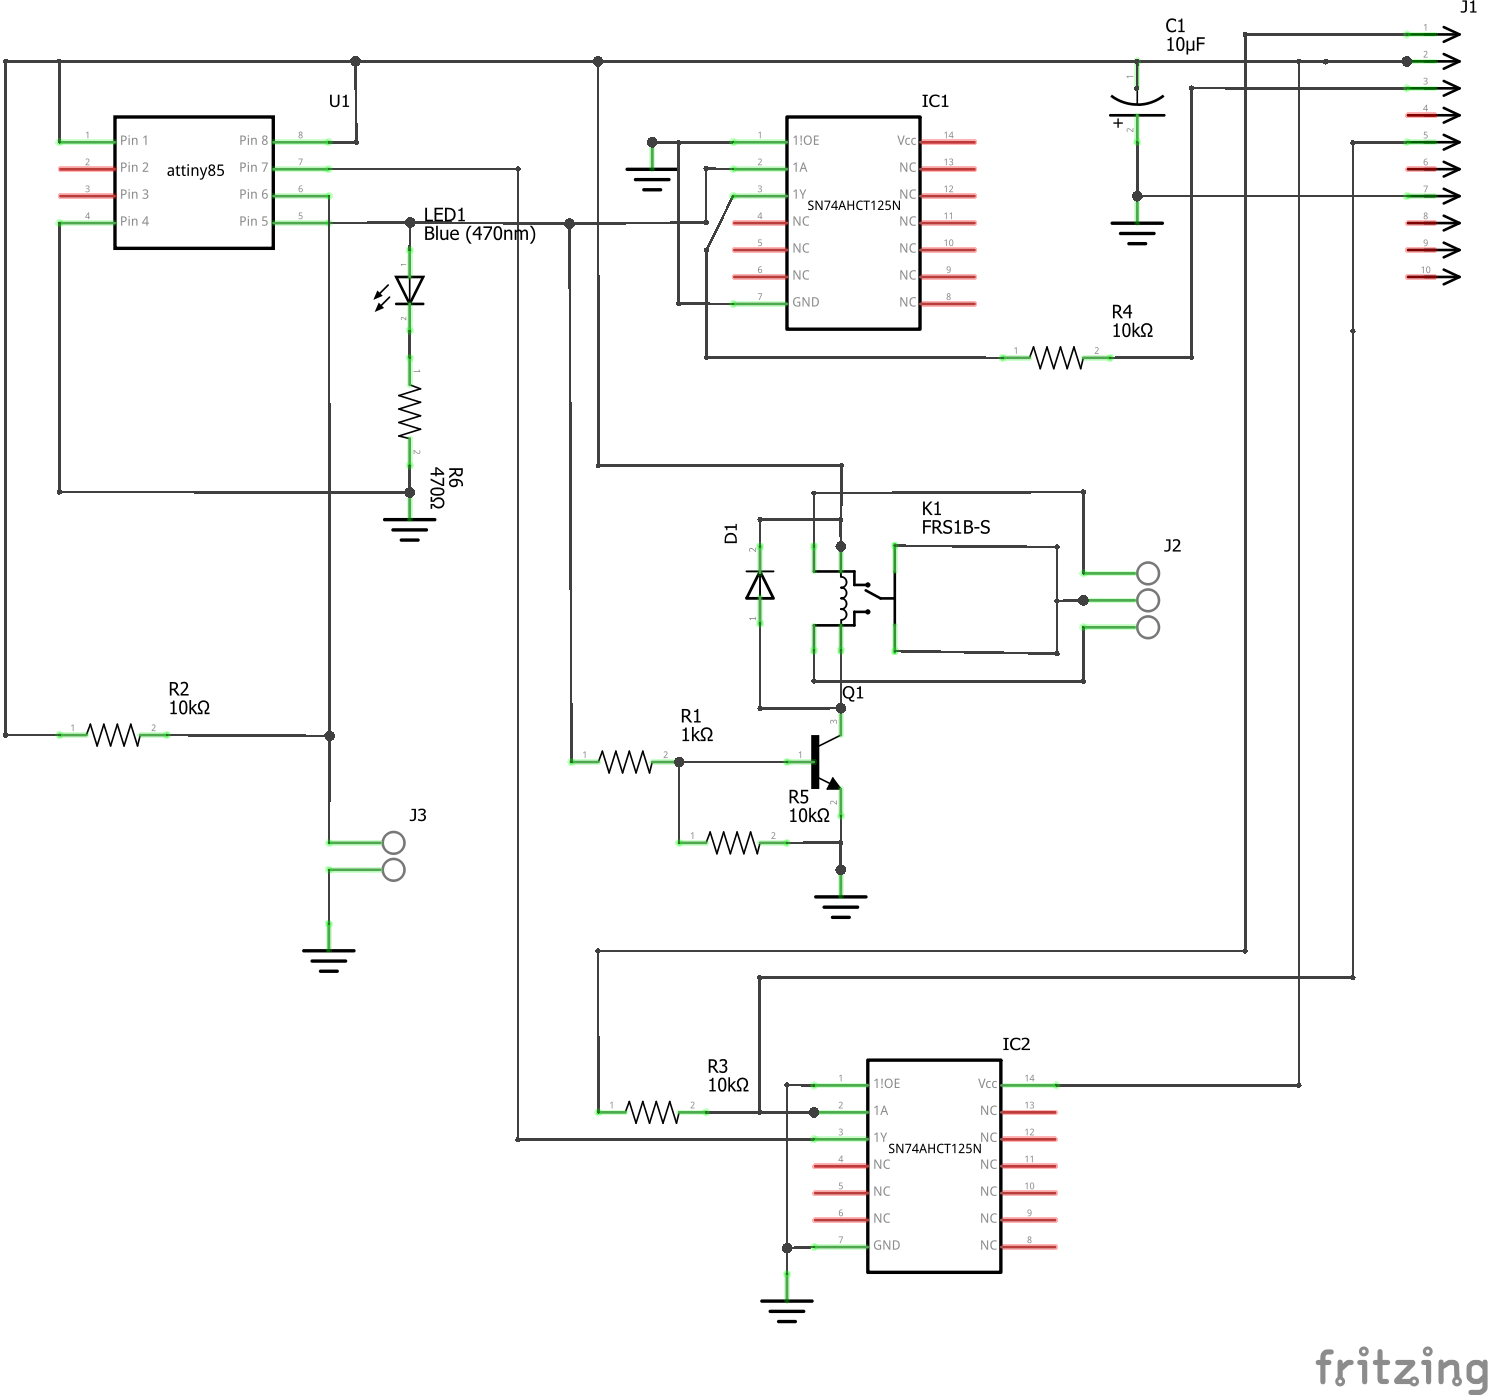 J1
C1
10µF
1
2
3
4
5
6
7
8
9
10
1
+
2
U1
1 Pin 1 Pin 8 8
2 Pin 2 Pin 7 7
3 Pin 3 Pin 6 6
4 Pin 4 Pin 5 5
attiny85
LED1
Blue (470nm)
1
2
1
2
R6
470Ω
IC1
1 1!OE Vcc 14
2 1A NC 13
3 1Y NC 12
SN74AHCT125N
4 NC NC 11
5 NC NC 10
6 NC NC 9
7 GND NC 8
R4
10kΩ
1 2
K1
FRS1B-S
D1
2
1
J2
Q1
3
1
2
R2
10kΩ
1 2
R1
1kΩ
1 2
R5
10kΩ
1 2
J3
R3
10kΩ
1 2
IC2
1 1!OE Vcc 14
2 1A NC 13
3 1Y NC 12
SN74AHCT125N
4 NC NC 11
5 NC NC 10
6 NC NC 9
7 GND NC 8
fritzing